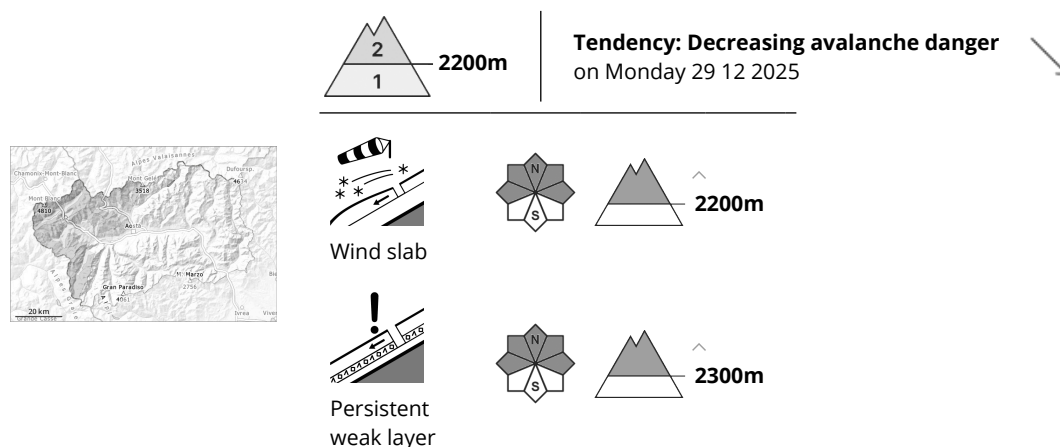 2
1
2200m
Tendency: Decreasing avalanche danger
on Monday 29 12 2025
Alpes Valaisannes
Chamonix-Mont-Blanc
Dufoursp.
Mont Gelé
4634
3518
Mont Blanc
4810
Aosta
M. Marzo
2756
Gran Paradiso
4061
20 km
Ivrea
N
S
2200m
Wind slab
N
S
2300m
Persistent
weak layer